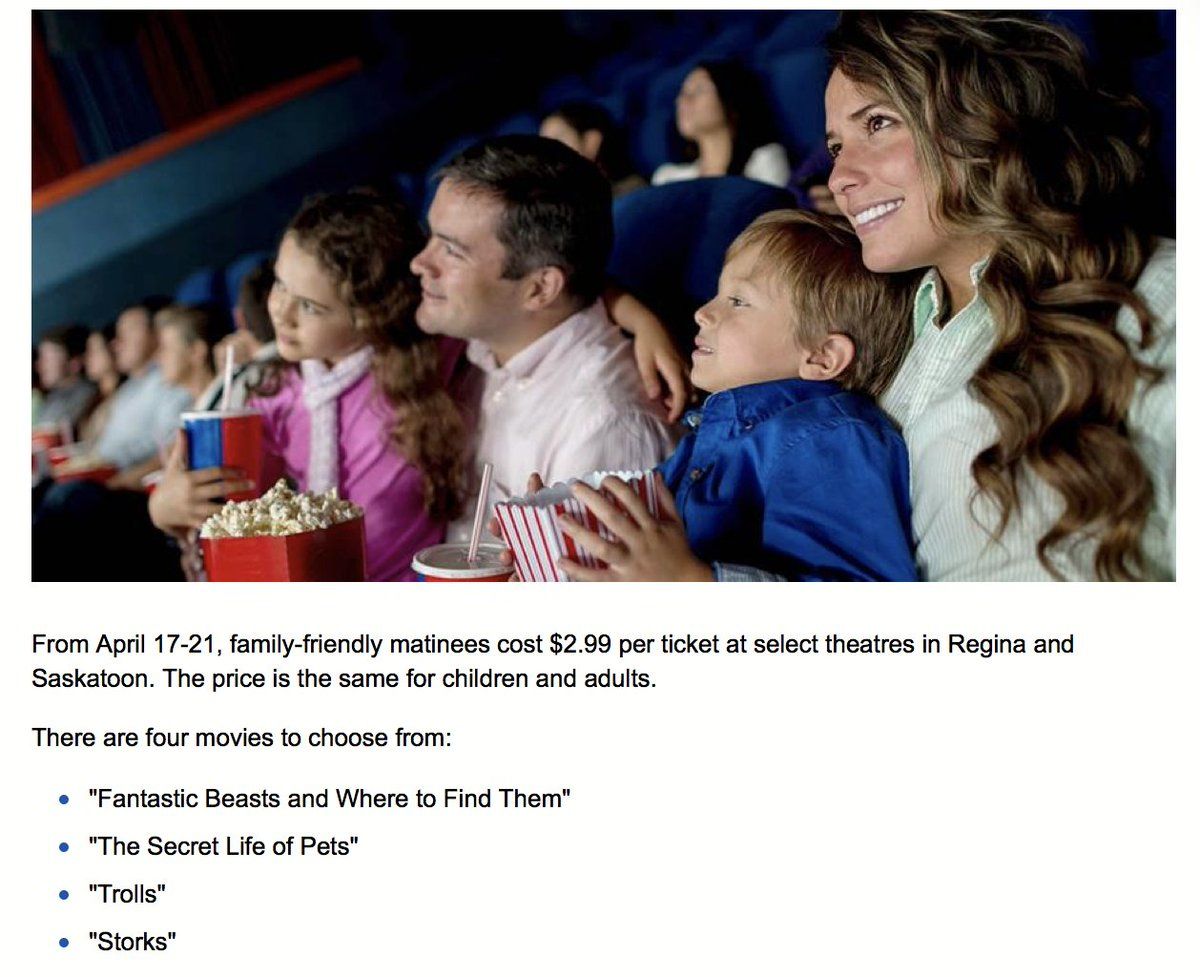 From April 17-21, family-friendly matinees cost $2.99 per ticket at select theatres in Regina and
Saskatoon. The price is the same for children and adults.
There are four movies to choose from:
"Fantastic Beasts and Where to Find Them"
"The Secret Life of Pets"
"Trolls"
"Storks"